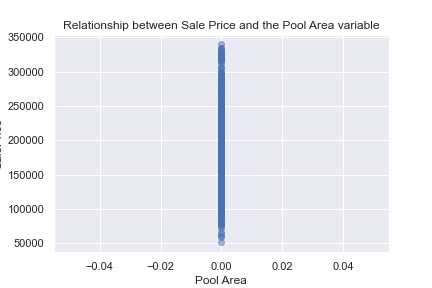 Relationship between Sale Price and the Pool Area variable
350000
300000
250000
200000
150000
100000
50000
−0.04 −0.02 0.00 0.02 0.04
Pool Area